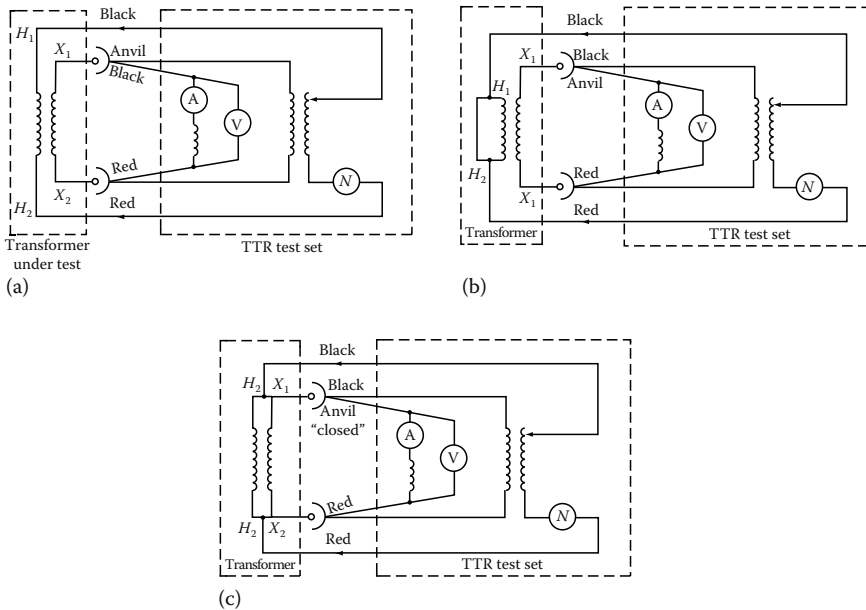 Black
H1
X1
Anvil
Black
A
V
Red
N
X2
H2
Red
Transformer
under test
TTR test set
(a)
Black
X1
Black
Anvil
H1
A
V
H2
Red
N
X1
Red
Transformer
TTR test set
(b)
Black
H2
X1
Black
Anvil
“closed”
A
V
Red
N
H2
X2
Red
Transformer
TTR test set
(c)